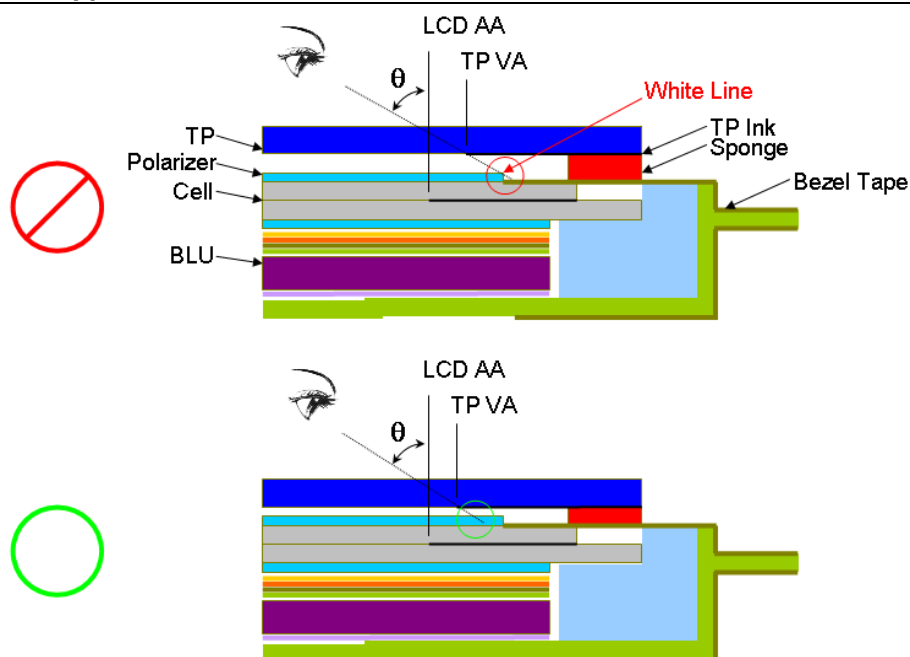 LCD AA
TP VA
θ
White Line
TP
TP Ink
Sponge
Polarizer
Bezel Tape
Cell
BLU
LCD AA
TP VA
θ